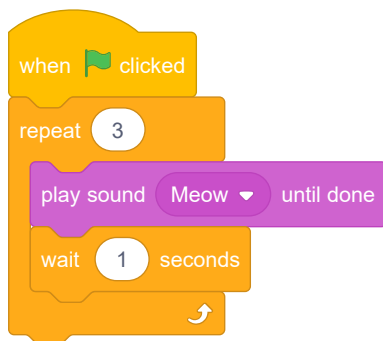 when clicked
repeat 3
play sound Meow until done
wait 1 seconds